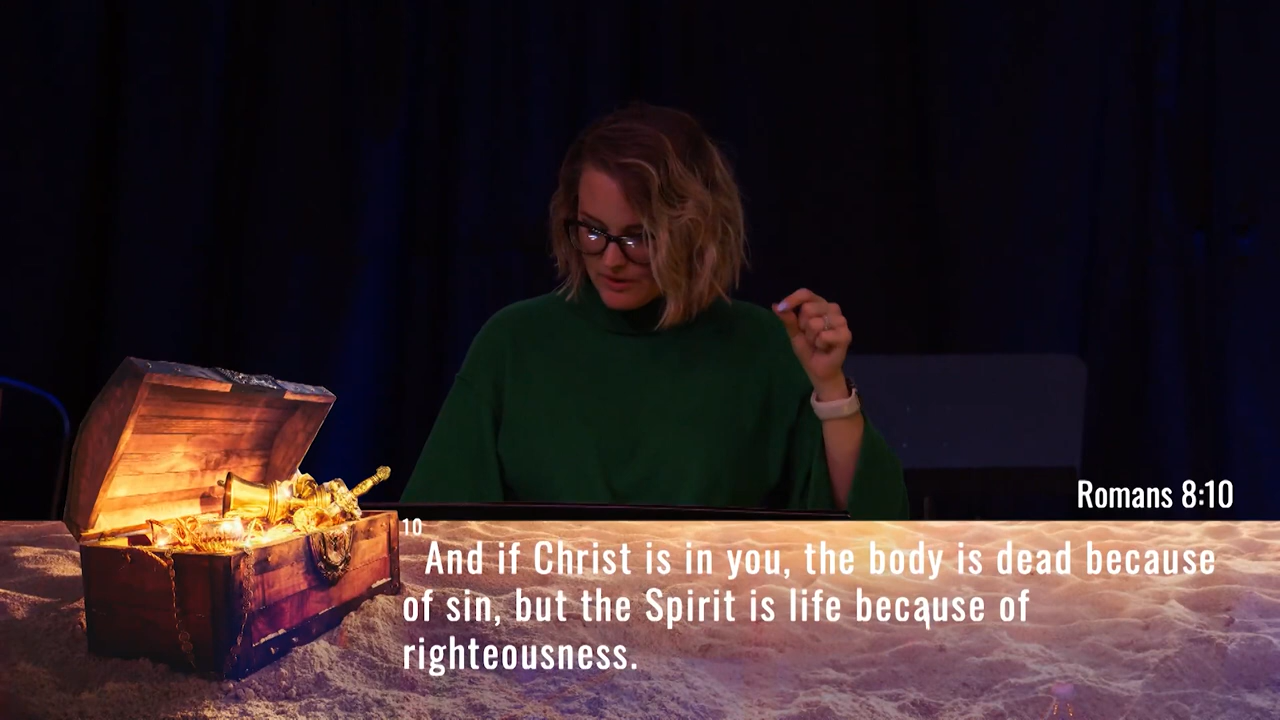 Romans 8:10
10
And if Christ is in you, the body is dead because
of sin, but the Spirit is life because of
righteousness.